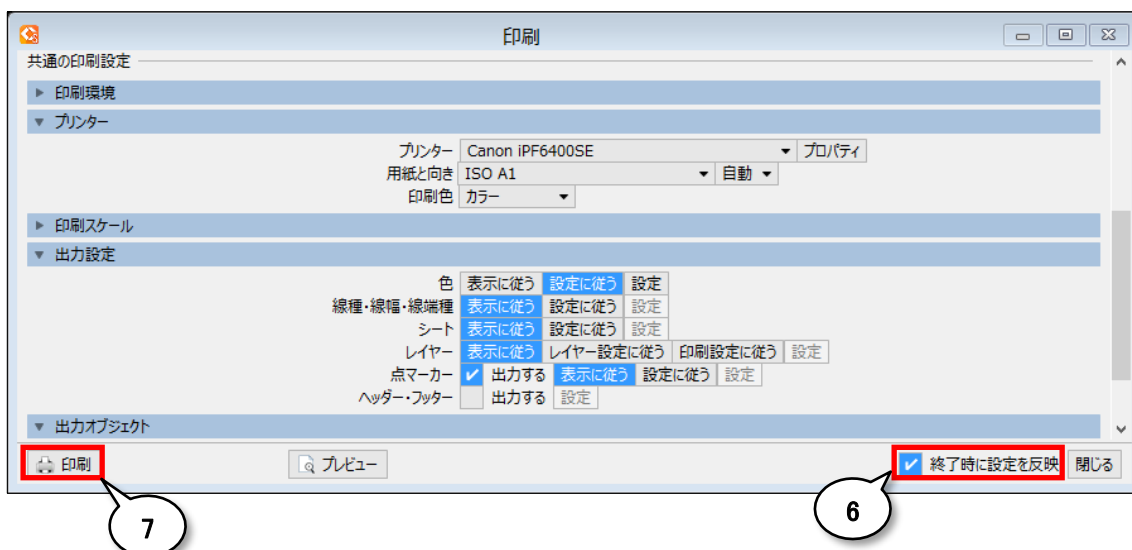 印刷
共通の印刷設定
印刷環境
プリンター
プリンター Canon iPF6400SE プロパティ
用紙と向き ISO A1 自動
印刷色 カラー
印刷スケール
出力設定
色 表示に従う 設定に従う 設定
線種・線幅・線端種 表示に従う 設定に従う 設定
シート 表示に従う 設定に従う 設定
レイヤー 表示に従う レイヤー設定に従う 印刷設定に従う 設定
点マーカー 出力する 表示に従う 設定に従う 設定
ヘッダー・フッター 出力する 設定
出力オブジェクト
印刷 プレビュー 終了時に設定を反映 閉じる
7 6